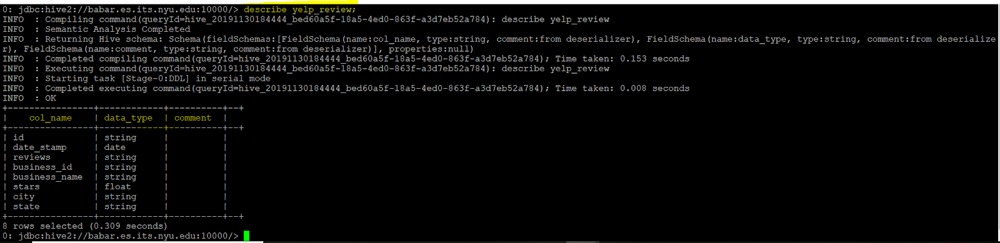 0: jdbc:hive2://babar.es.its.nyu.edu:10000/> describe yelp_review;
INFO  : Compiling command(queryId=hive_20191130184444_bed60a5f-18a5-4ed0-863f-a3d7eb52a784): describe yelp_review
INFO  : Semantic Analysis Completed
INFO  : Returning Hive schema: Schema(fieldSchemas:[FieldSchema(name:col_name, type:string, comment:from deserializer), FieldSchema(name:data_type, type:string, comment:from deserialize
r), FieldSchema(name:comment, type:string, comment:from deserializer)], properties:null)
INFO  : Completed compiling command(queryId=hive_20191130184444_bed60a5f-18a5-4ed0-863f-a3d7eb52a784); Time taken: 0.153 seconds
INFO  : Executing command(queryId=hive_20191130184444_bed60a5f-18a5-4ed0-863f-a3d7eb52a784): describe yelp_review
INFO  : Starting task [Stage-0:DDL] in serial mode
INFO  : Completed executing command(queryId=hive_20191130184444_bed60a5f-18a5-4ed0-863f-a3d7eb52a784); Time taken: 0.008 seconds
INFO  : OK
+----------------+------------+----------+--+
|    col_name    | data_type  | comment  |
+----------------+------------+----------+--+
| id             | string     |          |
| date_stamp     | date       |          |
| reviews        | string     |          |
| business_id    | string     |          |
| business_name  | string     |          |
| stars          | float      |          |
| city           | string     |          |
| state          | string     |          |
+----------------+------------+----------+--+
8 rows selected (0.309 seconds)
0: jdbc:hive2://babar.es.its.nyu.edu:10000/>